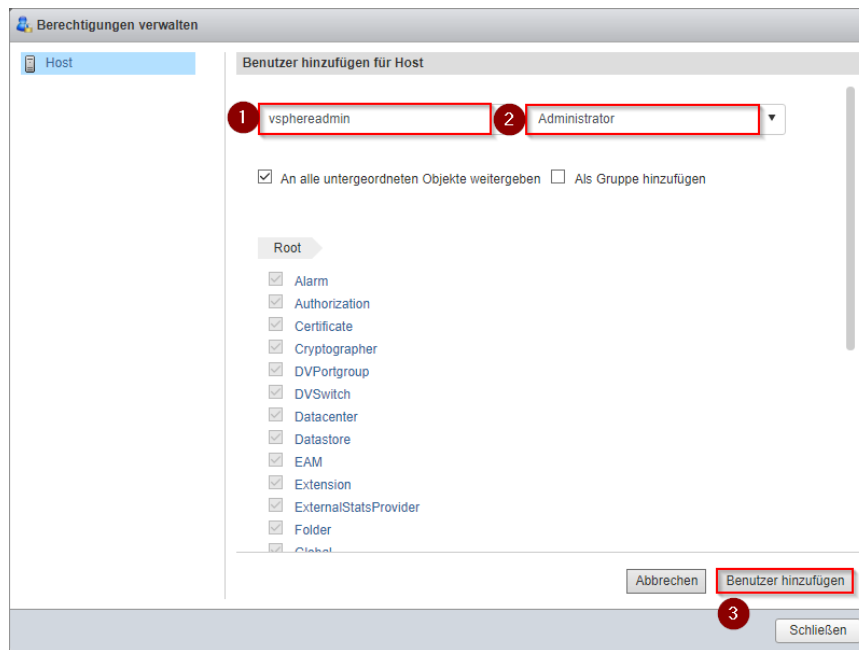 Berechtigungen verwalten
Host
Benutzer hinzufügen für Host
1 vsphereadmin 2 Administrator
An alle untergeordneten Objekte weitergeben Als Gruppe hinzufügen
Root
Alarm
Authorization
Certificate
Cryptographer
DVPortgroup
DVSwitch
Datacenter
Datastore
EAM
Extension
ExternalStatsProvider
Folder
Global
Abbrechen Benutzer hinzufügen
3
Schließen